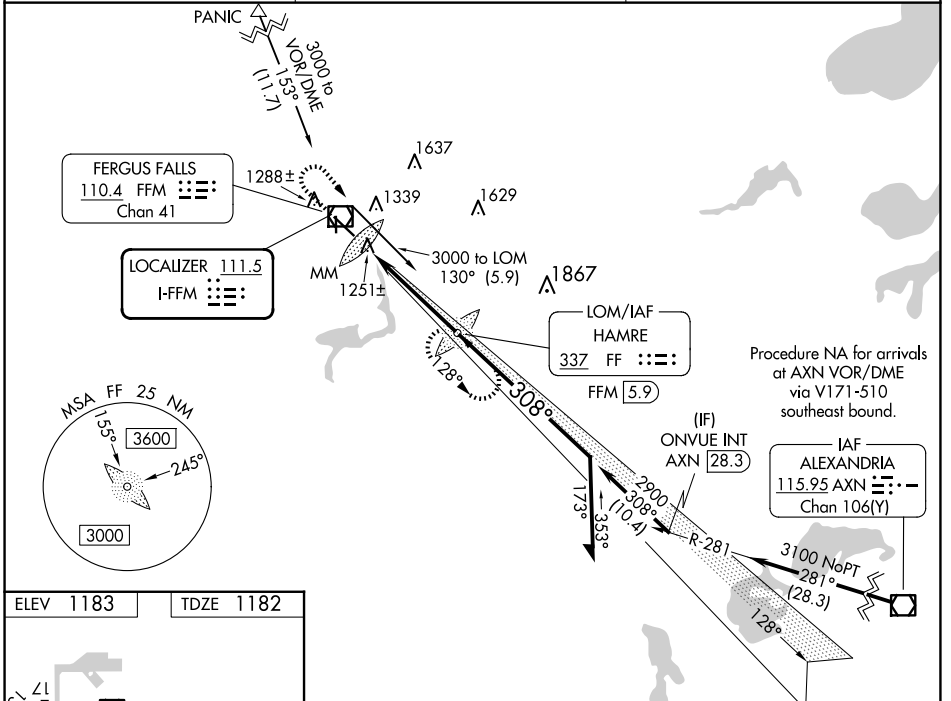 PANIC
3000 to
VOR/DME
153°
(11.7)
FERGUS FALLS
110.4 FFM
Chan 41
1288±
1339
1637
1629
LOCALIZER 111.5
I-FFM
MM
1251±
3000 to LOM
130° (5.9)
1867
LOM/IAF
HAMRE
337 FF
FFM 5.9
Procedure NA for arrivals
at AXN VOR/DME
via V171-510
southeast bound.
128°
308°
(IF)
ONVUE INT
AXN 28.3
IAF
ALEXANDRIA
115.95 AXN
Chan 106(Y)
MSA FF 25 NM
155°
3600
245°
3000
173°
353°
2900
308°
(10.4)
R-281
3100 NoPT
281°
(28.3)
128°
ELEV 1183
TDZE 1182
17